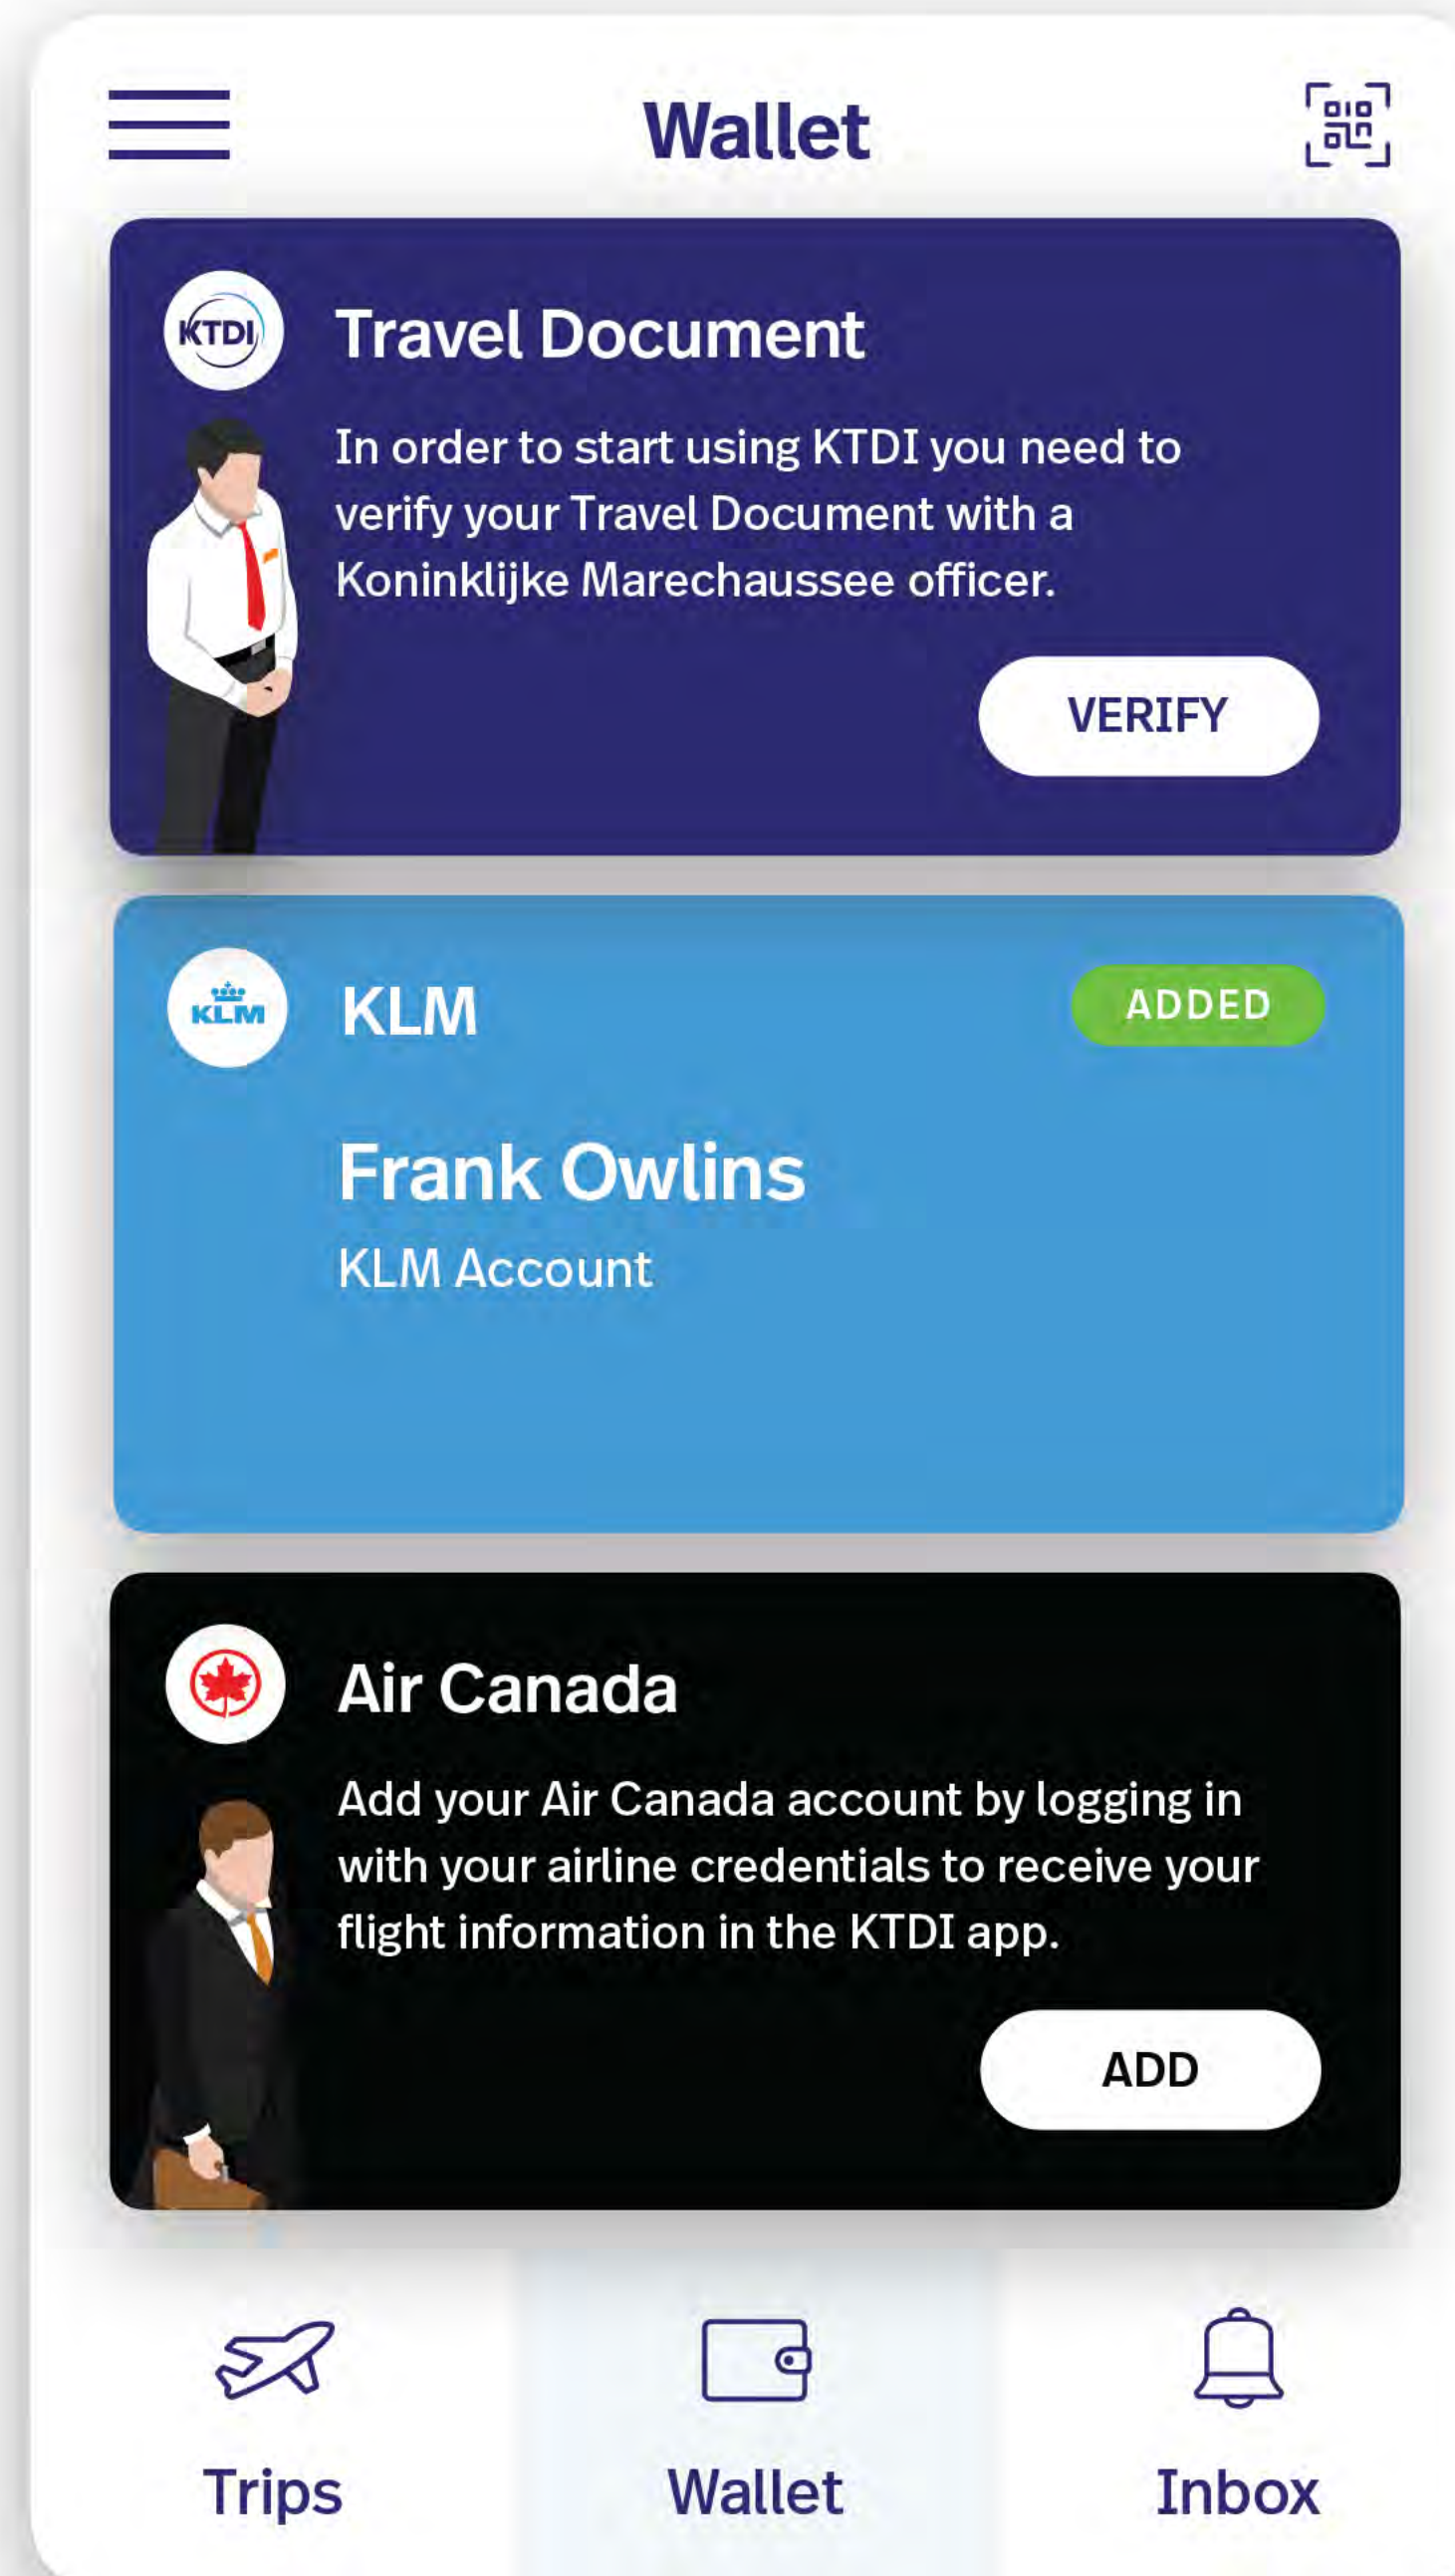 Wallet
KTDI
Travel Document
In order to start using KTDI you need to
verify your Travel Document with a
Koninklijke Marechaussee officer.
VERIFY
KLM
KLM
ADDED
Frank Owlins
KLM Account
Air Canada
Add your Air Canada account by logging in
with your airline credentials to receive your
flight information in the KTDI app.
ADD
Trips
Wallet
Inbox